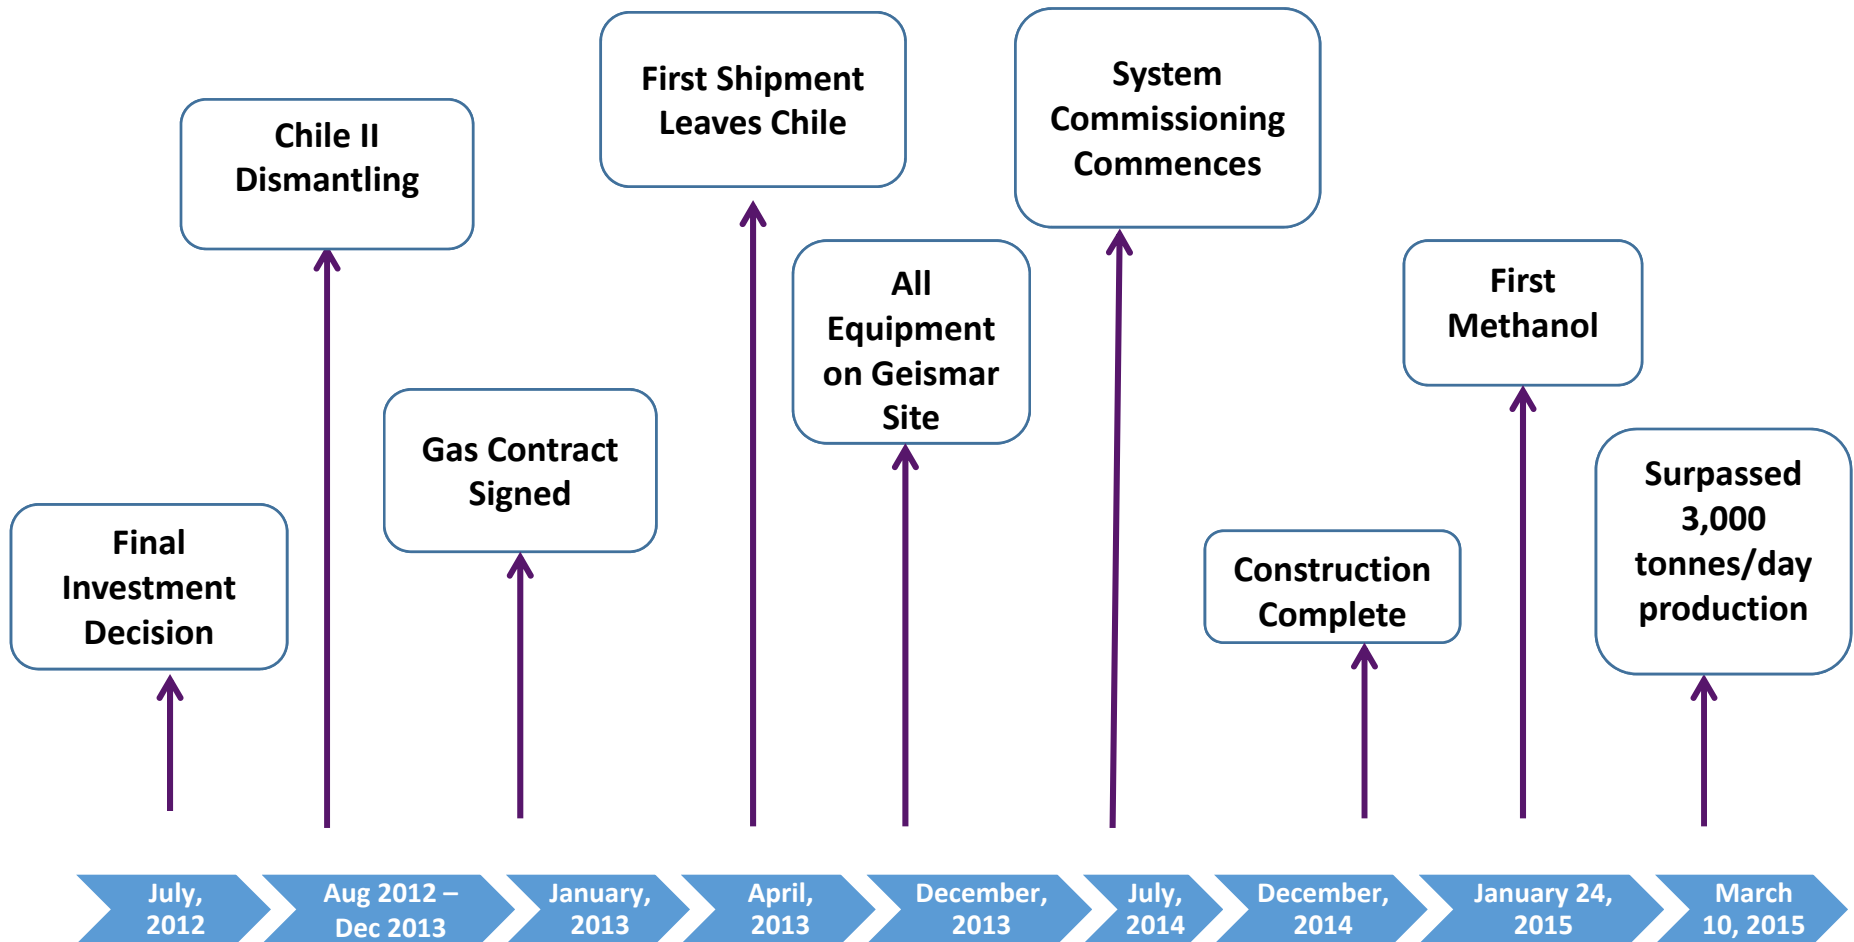 Final
Investment
Decision
Chile II
Dismantling
Gas Contract
Signed
First Shipment
Leaves Chile
All
Equipment
on Geismar
Site
System
Commissioning
Commences
Construction
Complete
First
Methanol
Surpassed
3,000
tonnes/day
production
July,
2012
Aug 2012 –
Dec 2013
January,
2013
April,
2013
December,
2013
July,
2014
December,
2014
January 24,
2015
March
10, 2015